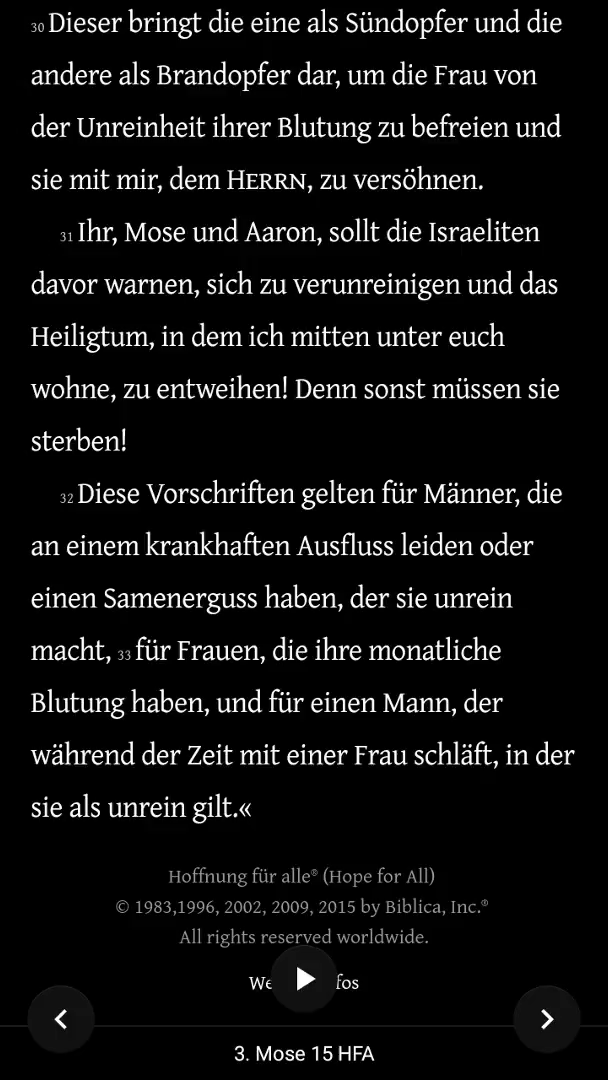 30 Dieser bringt die eine als Sündopfer und die
andere als Brandopfer dar, um die Frau von
der Unreinheit ihrer Blutung zu befreien und
sie mit mir, dem HERRN, zu versöhnen.
31 Ihr, Mose und Aaron, sollt die Israeliten
davor warnen, sich zu verunreinigen und das
Heiligtum, in dem ich mitten unter euch
wohne, zu entweihen! Denn sonst müssen sie
sterben!
32 Diese Vorschriften gelten für Männer, die
an einem krankhaften Ausfluss leiden oder
einen Samenerguss haben, der sie unrein
macht, 33 für Frauen, die ihre monatliche
Blutung haben, und für einen Mann, der
während der Zeit mit einer Frau schläft, in der
sie als unrein gilt.«
Hoffnung für alle® (Hope for All)
© 1983,1996, 2002, 2009, 2015 by Biblica, Inc.®
All rights reserved worldwide.
3. Mose 15 HFA